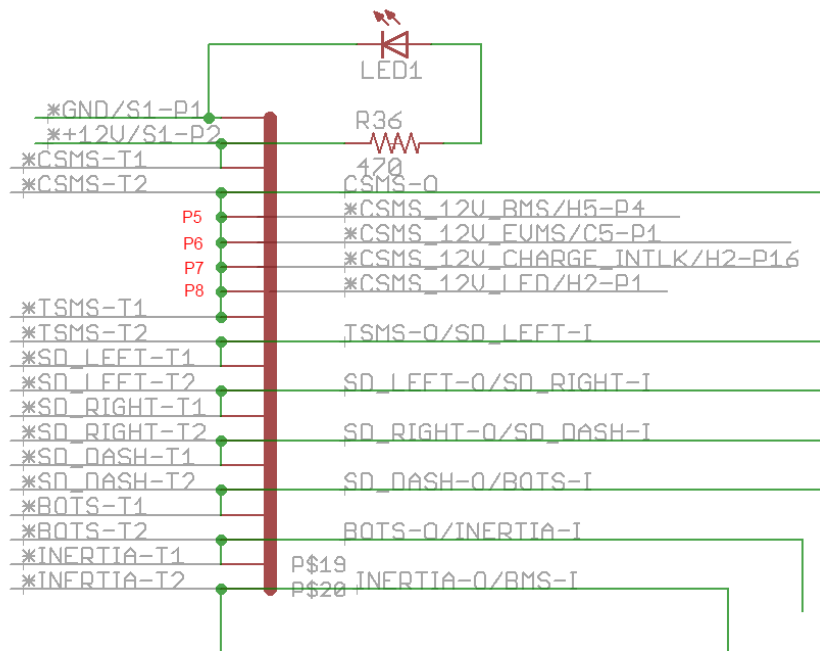 LED1
*GND/S1-P1
R36
*+12V/S1-P2
470
*CSMS-T1
*CSMS-T2
CSMS-O
P5
*CSMS_12V_BMS/H5-P4
P6
*CSMS_12V_EVMS/C5-P1
P7
*CSMS_12V_CHARGE_INTLK/H2-P16
P8
*CSMS_12V_LED/H2-P1
*TSMS-T1
*TSMS-T2
TSMS-O/SD_LEFT-I
*SD_LEFT-T1
*SD_LEFT-T2
SD_LEFT-O/SD_RIGHT-I
*SD_RIGHT-T1
*SD_RIGHT-T2
SD_RIGHT-O/SD_DASH-I
*SD_DASH-T1
*SD_DASH-T2
SD_DASH-O/BOTS-I
*BOTS-T1
*BOTS-T2
BOTS-O/INERTIA-I
*INERTIA-T1
P$19
*INERTIA-T2
P$20
INERTIA-O/BMS-I